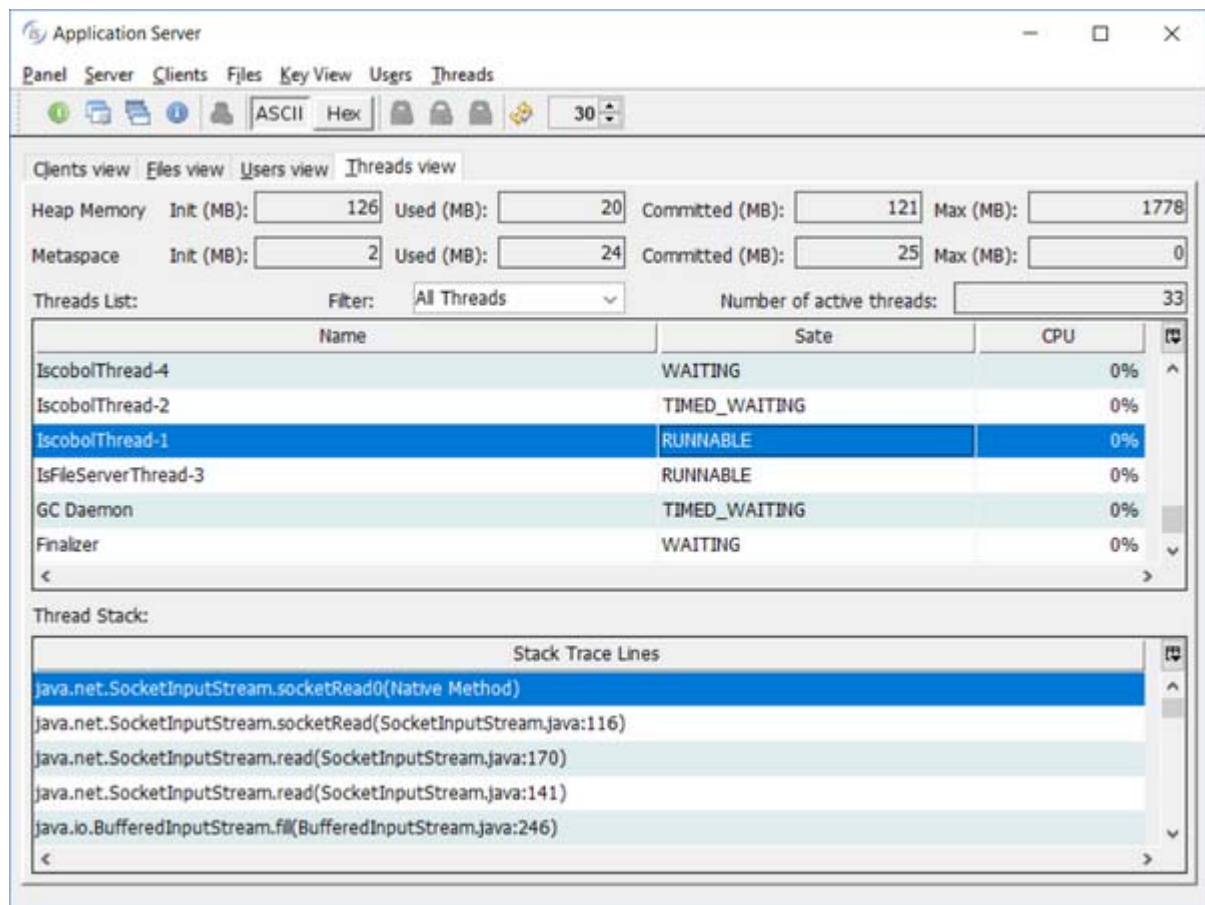 Application Server
Panel Server Clients Files Key View Users Threads
ASCII Hex 30
Clients view Files view Users view Threads view
Heap Memory Init (MB): 126 Used (MB): 20 Committed (MB): 121 Max (MB): 1778
Metaspace Init (MB): 2 Used (MB): 24 Committed (MB): 25 Max (MB): 0
Threads List: Filter: All Threads Number of active threads: 33
Name Sate CPU
IscobolThread-4 WAITING 0%
IscobolThread-2 TIMED_WAITING 0%
IscobolThread-1 RUNNABLE 0%
IsFileServerThread-3 RUNNABLE 0%
GC Daemon TIMED_WAITING 0%
Finalizer WAITING 0%
Thread Stack:
Stack Trace Lines
java.net.SocketInputStream.socketRead0(Native Method)
java.net.SocketInputStream.socketRead(SocketInputStream.java:116)
java.net.SocketInputStream.read(SocketInputStream.java:170)
java.net.SocketInputStream.read(SocketInputStream.java:141)
java.io.BufferedInputStream.fill(BufferedInputStream.java:246)